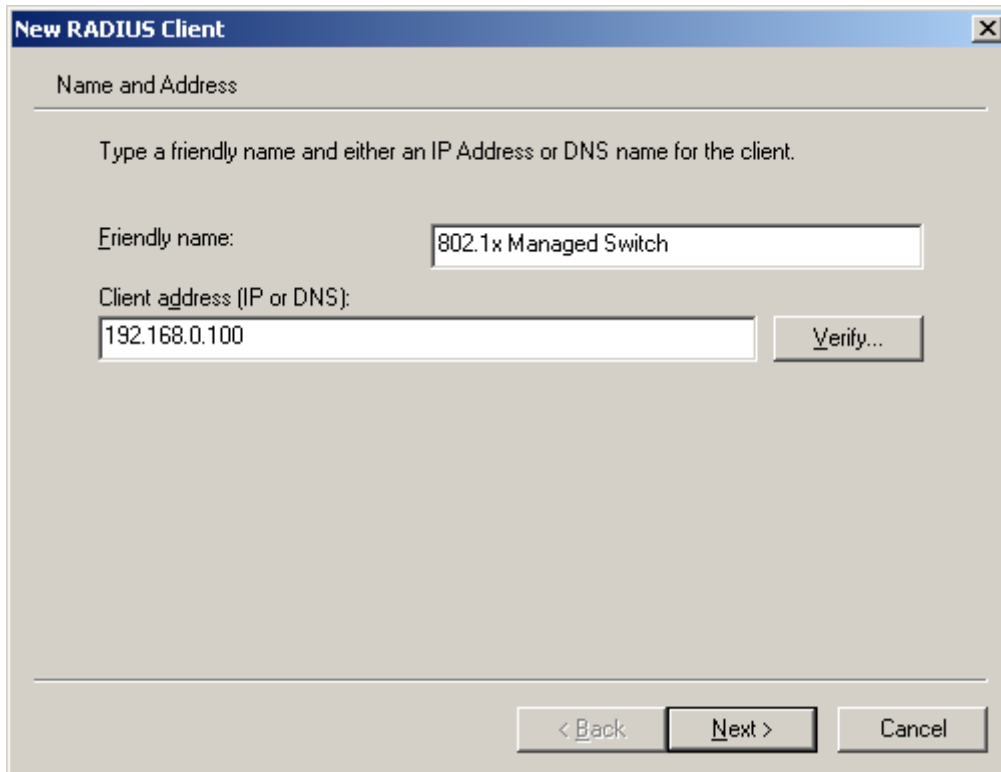 New RADIUS Client
Name and Address
Type a friendly name and either an IP Address or DNS name for the client.
Friendly name:
802.1x Managed Switch
Client address (IP or DNS):
192.168.0.100
Verify...
< Back
Next >
Cancel